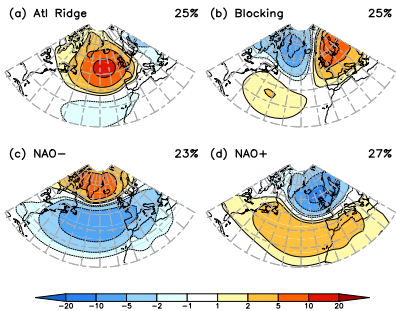 (a) Atl Ridge 25%
(b) Blocking 25%
(c) NAO− 23%
(d) NAO+ 27%
−20 −10 −5 −2 −1 1 2 5 10 20